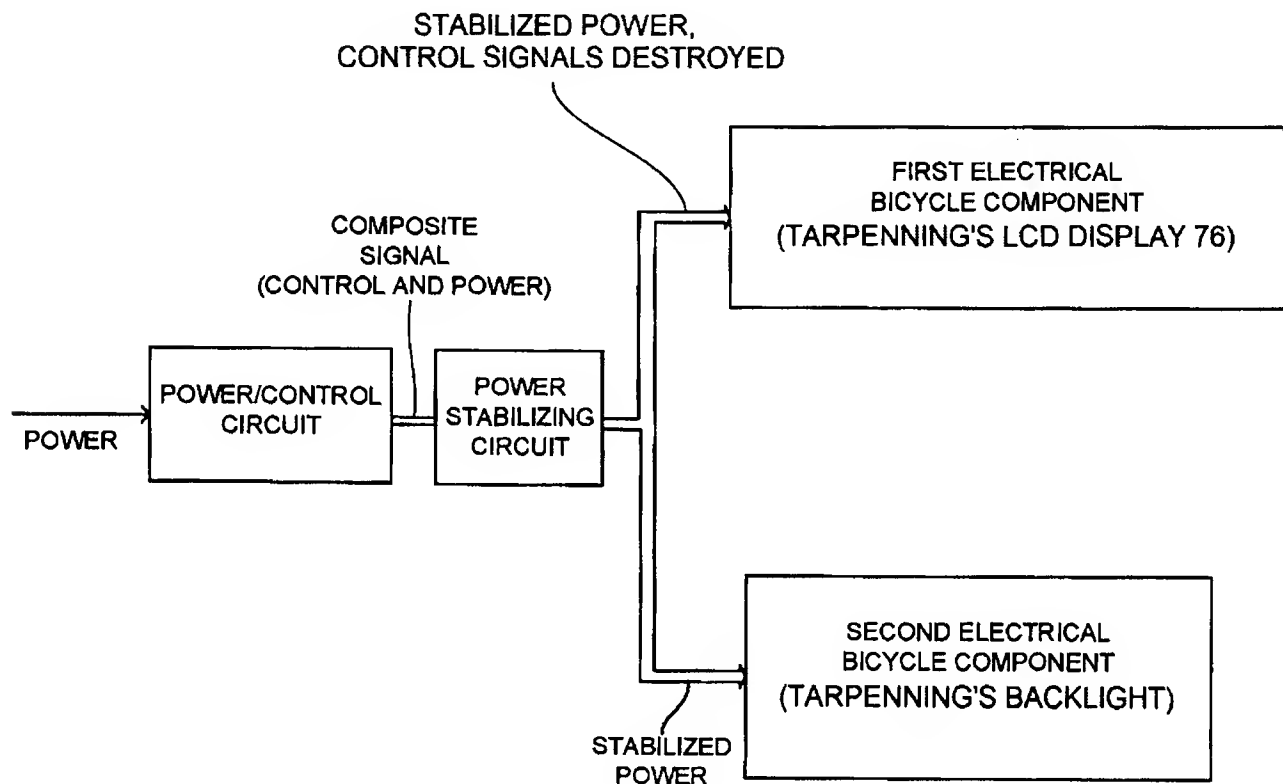 STABILIZED POWER,
CONTROL SIGNALS DESTROYED
FIRST ELECTRICAL
BICYCLE COMPONENT
(TARPENNING'S LCD DISPLAY 76)
COMPOSITE
SIGNAL
(CONTROL AND POWER)
POWER/CONTROL
CIRCUIT
POWER
STABILIZING
CIRCUIT
POWER
SECOND ELECTRICAL
BICYCLE COMPONENT
(TARPENNING'S BACKLIGHT)
STABILIZED
POWER